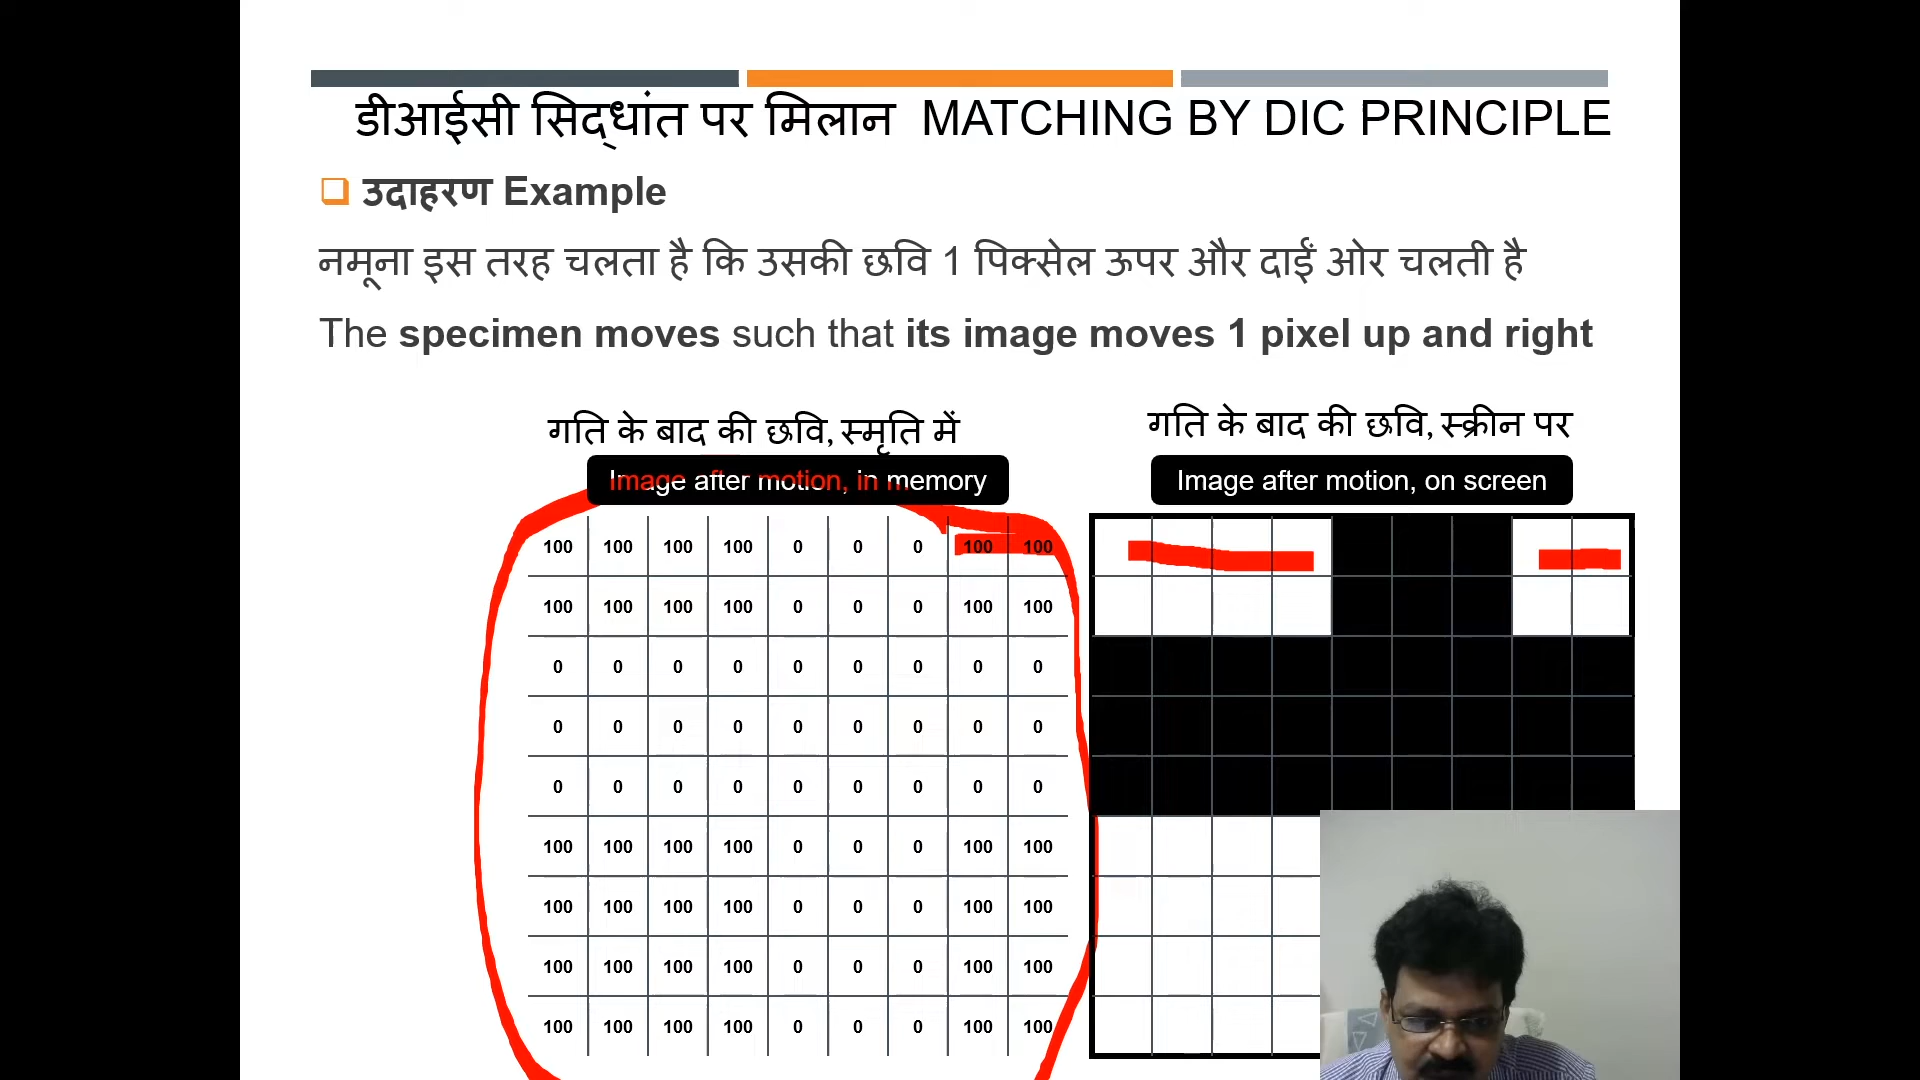 डीआईसी सिद्धांत पर मिलान MATCHING BY DIC PRINCIPLE
उदाहरण Example
नमूना इस तरह चलता है कि उसकी छवि 1 पिक्सेल ऊपर और दाईं ओर चलती है
The specimen moves such that its image moves 1 pixel up and right
गति के बाद की छवि, स्मृति में
Image after motion, in memory
100 100 100 100 0 0 0 100 100
100 100 100 100 0 0 0 100 100
0 0 0 0 0 0 0 0 0
0 0 0 0 0 0 0 0 0
0 0 0 0 0 0 0 0 0
100 100 100 100 0 0 0 100 100
100 100 100 100 0 0 0 100 100
100 100 100 100 0 0 0 100 100
100 100 100 100 0 0 0 100 100
गति के बाद की छवि, स्क्रीन पर
Image after motion, on screen